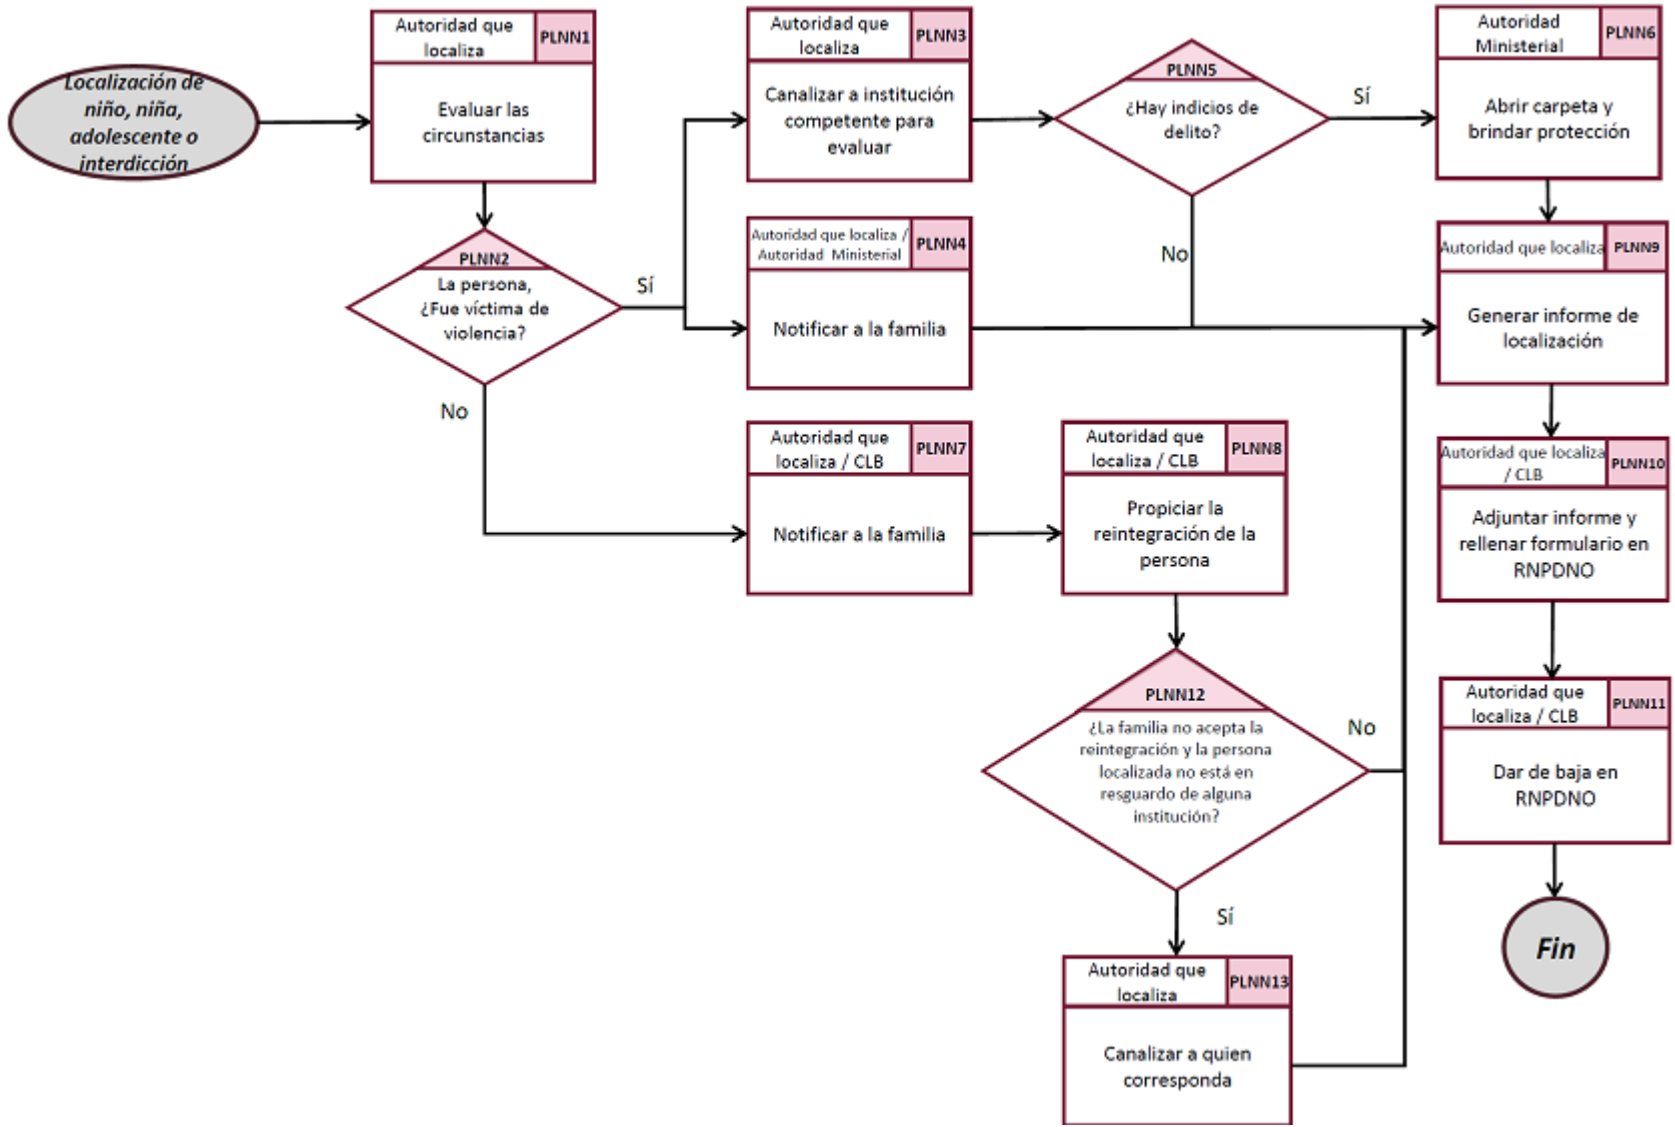 Localización de
niño, niña,
adolescente o
interdicción
Autoridad que
localiza
PLNN1
Evaluar las
circunstancias
PLNN2
La persona,
¿Fue víctima de
violencia?
Sí
No
Autoridad que
localiza
PLNN3
Canalizar a institución
competente para
evaluar
Autoridad que localiza /
Autoridad Ministerial
PLNN4
Notificar a la familia
PLNN5
¿Hay indicios de
delito?
Sí
No
Autoridad
Ministerial
PLNN6
Abrir carpeta y
brindar protección
Autoridad que
localiza / CLB
PLNN7
Notificar a la familia
Autoridad que
localiza / CLB
PLNN8
Propiciar la
reintegración de la
persona
PLNN12
¿La familia no acepta la
reintegración y la persona
localizada no está en
resguardo de alguna
institución?
No
Sí
Autoridad que
localiza
PLNN13
Canalizar a quien
corresponda
Autoridad que localiza
PLNN9
Generar informe de
localización
Autoridad que localiza
/ CLB
PLNN10
Adjuntar informe y
rellenar formulario en
RNPDNO
Autoridad que
localiza / CLB
PLNN11
Dar de baja en
RNPDNO
Fin